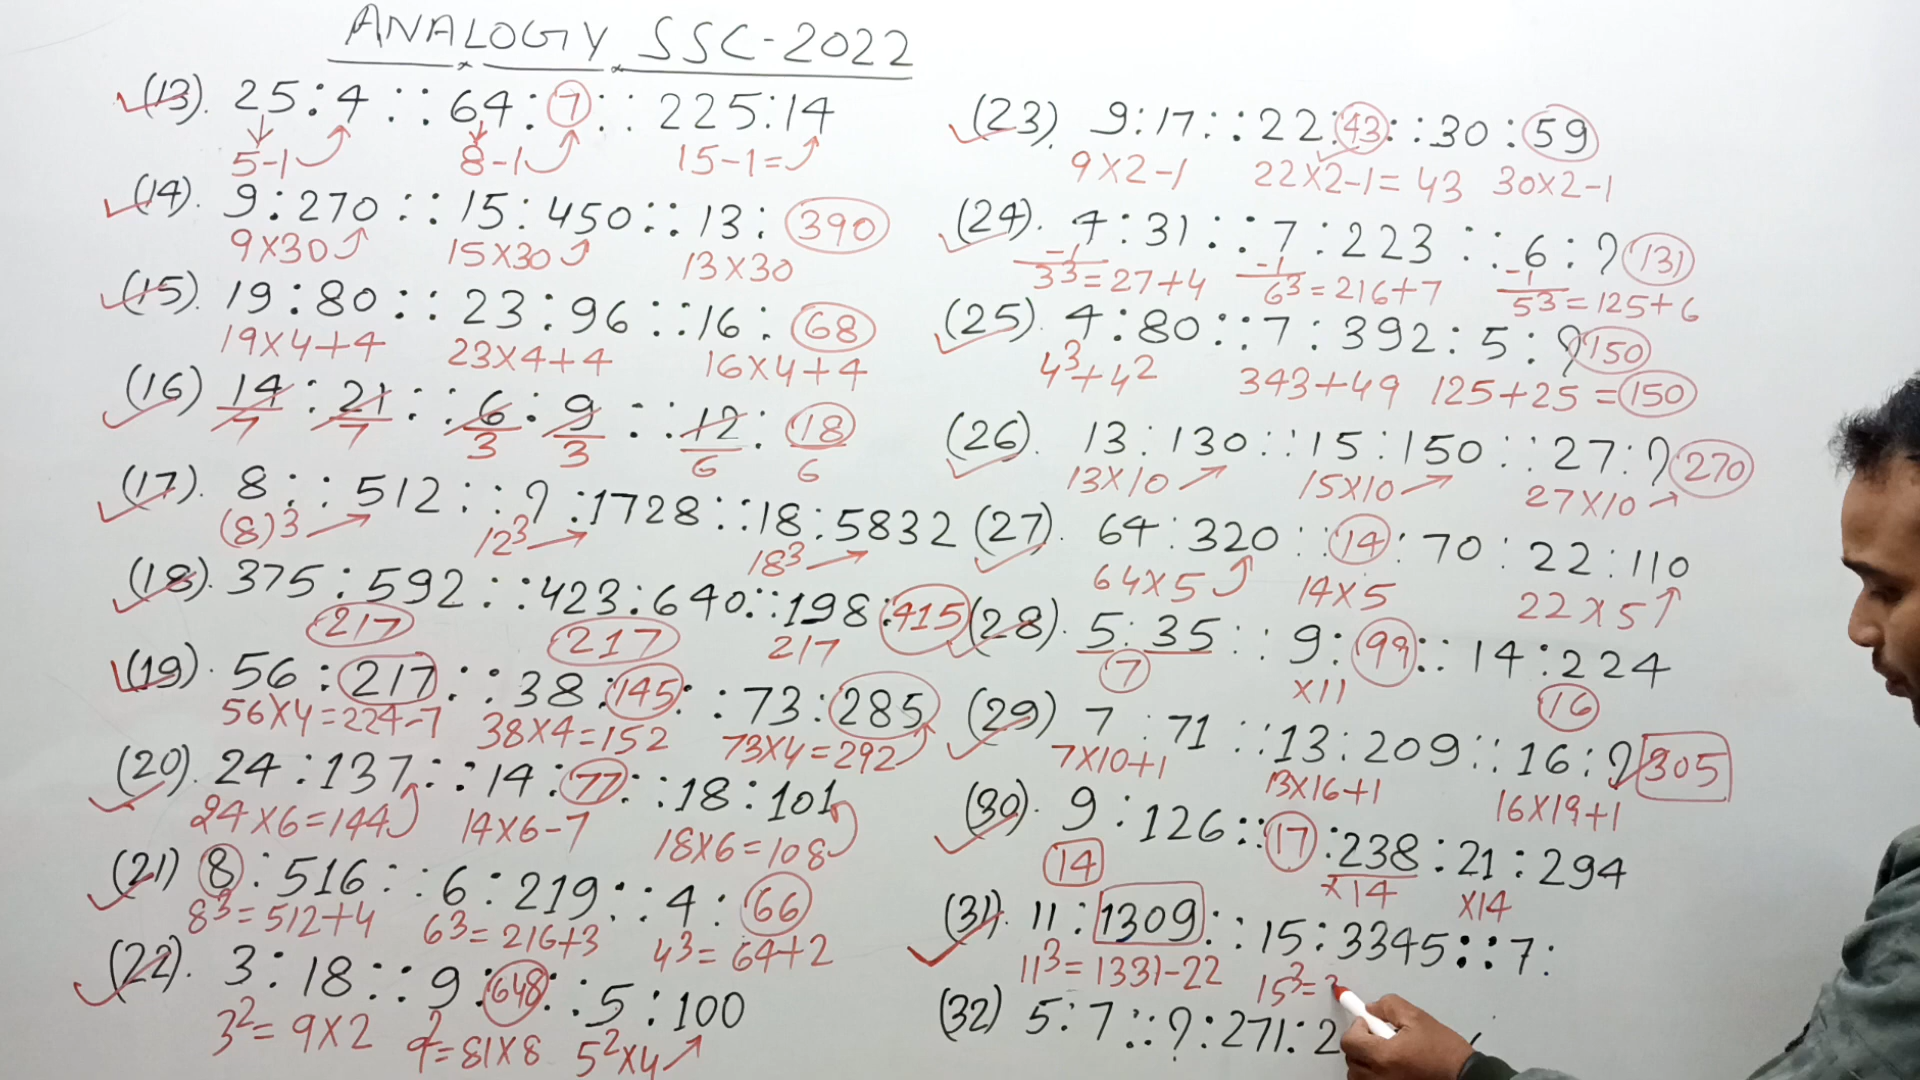 ANALOGY SSC-2022
(13). 25 : 4 :: 64 : 7 :: 225 : 14
5-1 8-1 15-1=
(14). 9 : 270 :: 15 : 450 :: 13 : 390
9×30 15×30 13×30
(15). 19 : 80 :: 23 : 96 :: 16 : 68
19×4+4 23×4+4 16×4+4
(16) 14 : 21 :: 6 : 9 :: 12 : 18
7 7 3 3 6 6
(17). 8 :: 512 :: ? : 1728 :: 18 : 5832
(8)³ 12³ 18³
(18). 375 : 592 :: 423 : 640 :: 198 : 415
217 217 217
(19). 56 : 217 :: 38 : 145 :: 73 : 285
56×4=224-7 38×4=152 73×4=292
(20). 24 : 137 :: 14 : 77 :: 18 : 101
24×6=144 14×6-7 18×6=108
(21) 8 : 516 :: 6 : 219 :: 4 : 66
8³=512+4 6³=216+3 4³=64+2
(22). 3 : 18 :: 9 : 648 :: 5 : 100
3²=9×2 9²=81×8 5²×4
(23). 9 : 17 :: 22 : 43 :: 30 : 59
9×2-1 22×2-1=43 30×2-1
(24). 4 : 31 :: 7 : 223 :: 6 : ? 131
-1 -1 -1
3³=27+4 6³=216+7 5³=125+6
(25). 4 : 80 :: 7 : 392 : 5 : ? 150
4³+4² 343+49 125+25=150
(26). 13 : 130 :: 15 : 150 :: 27 : ? 270
13×10 15×10 27×10
(27). 64 : 320 :: 14 : 70 : 22 : 110
64×5 14×5 22×5
(28). 5 : 35 :: 9 : 99 :: 14 : 224
7 ×11 16
(29) 7 : 71 :: 13 : 209 :: 16 : ? 305
7×10+1 13×16+1 16×19+1
(30). 9 : 126 :: 17 : 238 : 21 : 294
14 ×14 ×14
(31). 11 : 1309 :: 15 : 3345 :: 7 :
11³=1331-22 15³=
(32) 5 : 7 :: ? : 271 : 2